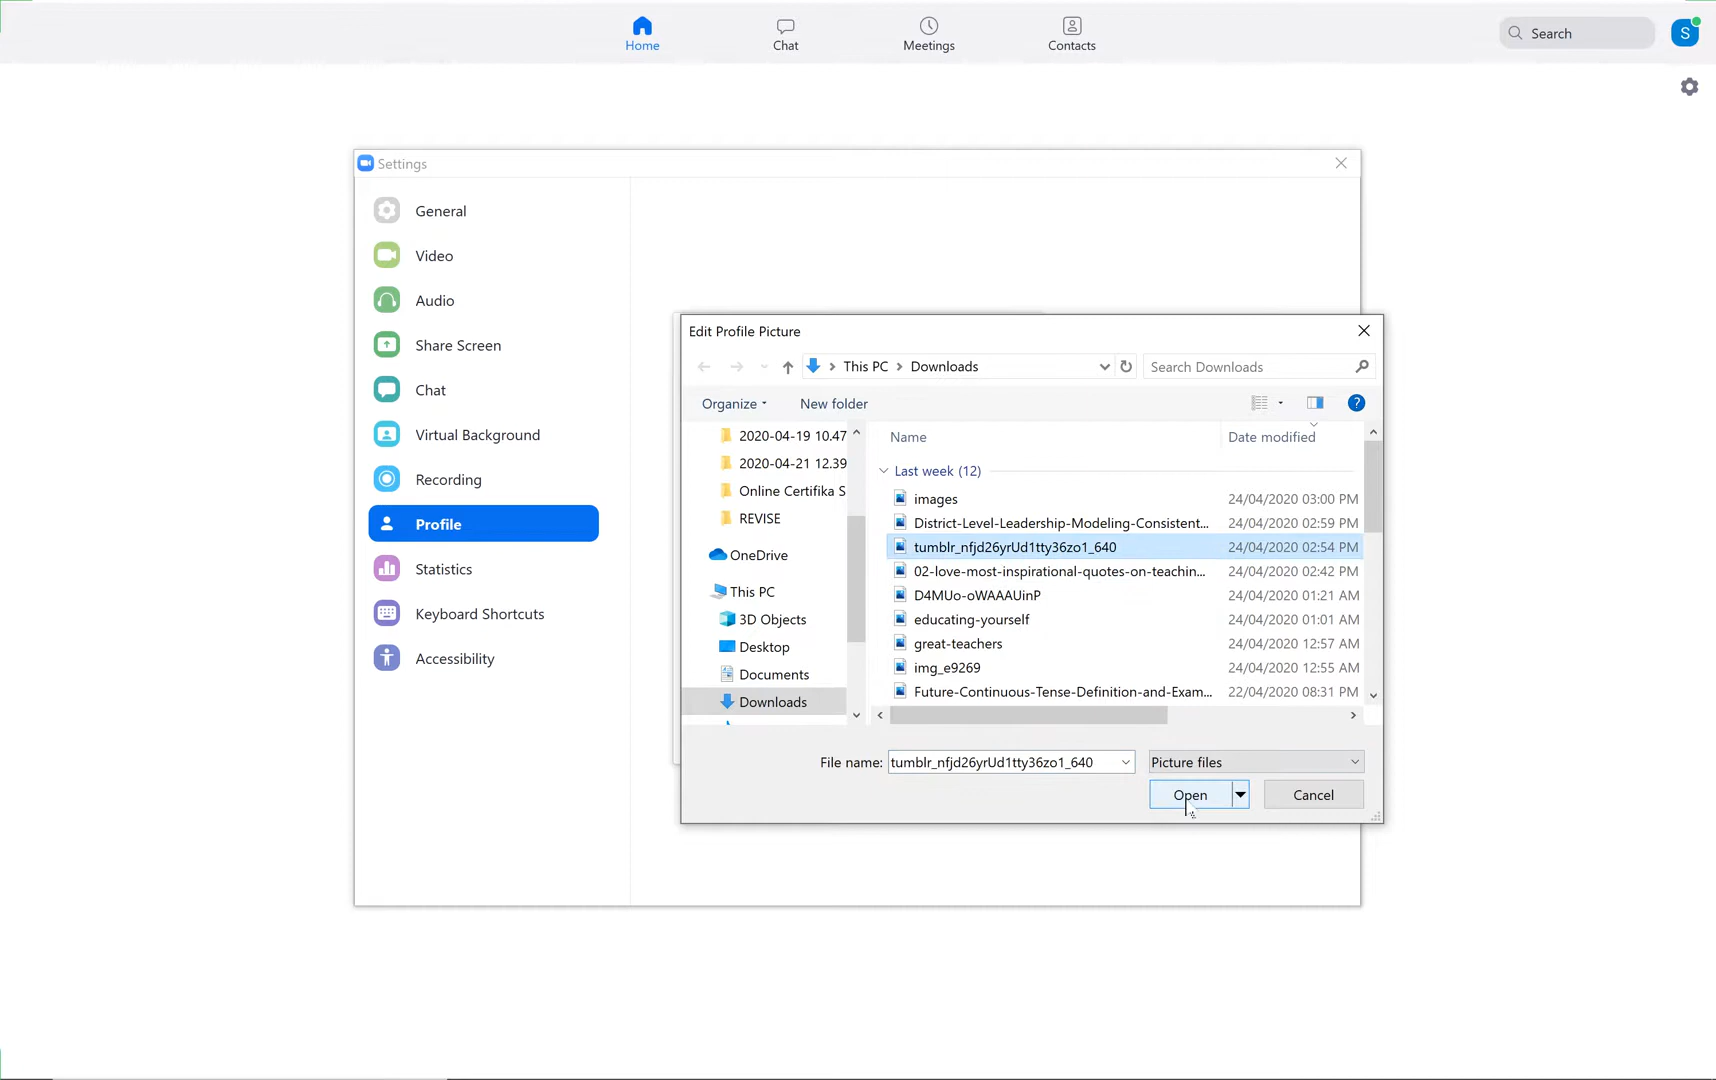 Home
Chat
Meetings
Contacts
Search
S
Settings
General
Video
Audio
Share Screen
Chat
Virtual Background
Recording
Profile
Statistics
Keyboard Shortcuts
Accessibility
Edit Profile Picture
This PC > Downloads
Search Downloads
Organize
New folder
?
2020-04-19 10.47
2020-04-21 12.39
Online Certifika S
REVISE
OneDrive
This PC
3D Objects
Desktop
Documents
Downloads
Name Date modified
Last week (12)
images 24/04/2020 03:00 PM
District-Level-Leadership-Modeling-Consistent... 24/04/2020 02:59 PM
tumblr_nfjd26yrUd1tty36zo1_640 24/04/2020 02:54 PM
02-love-most-inspirational-quotes-on-teachin... 24/04/2020 02:42 PM
D4MUo-oWAAAUinP 24/04/2020 01:21 AM
educating-yourself 24/04/2020 01:01 AM
great-teachers 24/04/2020 12:57 AM
img_e9269 24/04/2020 12:55 AM
Future-Continuous-Tense-Definition-and-Exam... 22/04/2020 08:31 PM
File name: tumblr_nfjd26yrUd1tty36zo1_640 Picture files
Open Cancel